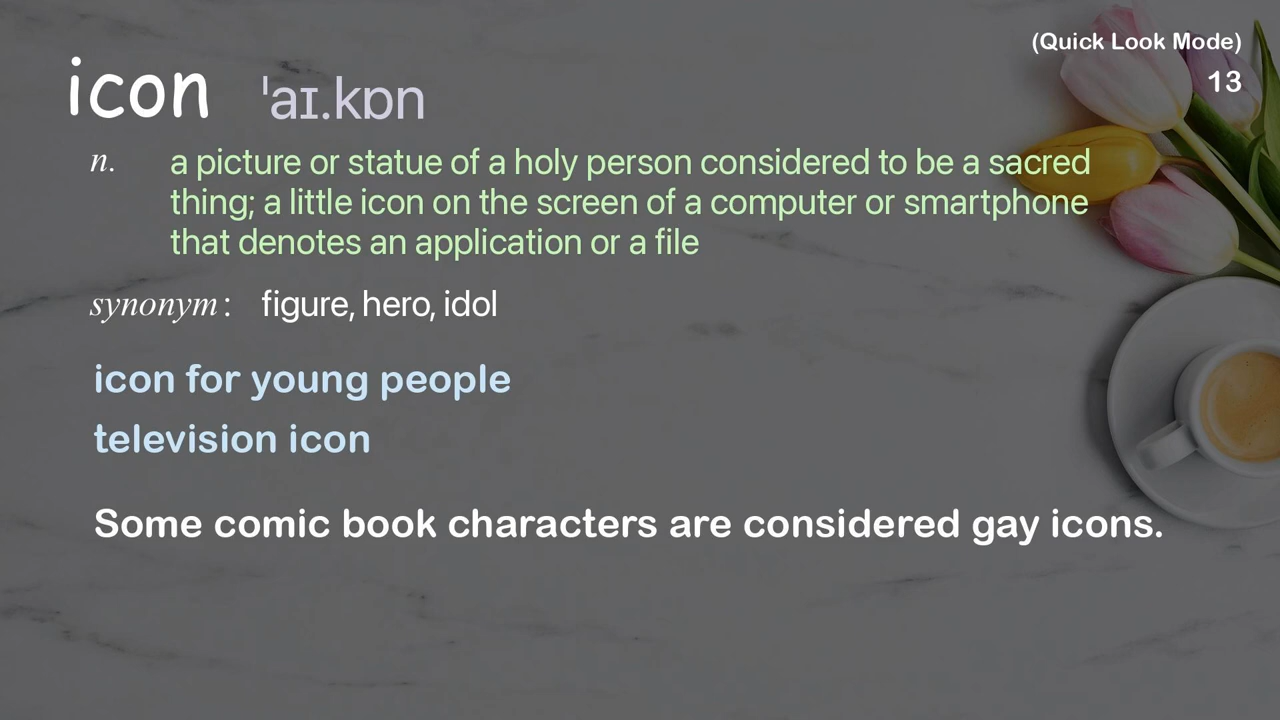 (Quick Look Mode)
13
icon ˈaɪ.kɒn
n. a picture or statue of a holy person considered to be a sacred
thing; a little icon on the screen of a computer or smartphone
that denotes an application or a file
synonym: figure, hero, idol
icon for young people
television icon
Some comic book characters are considered gay icons.